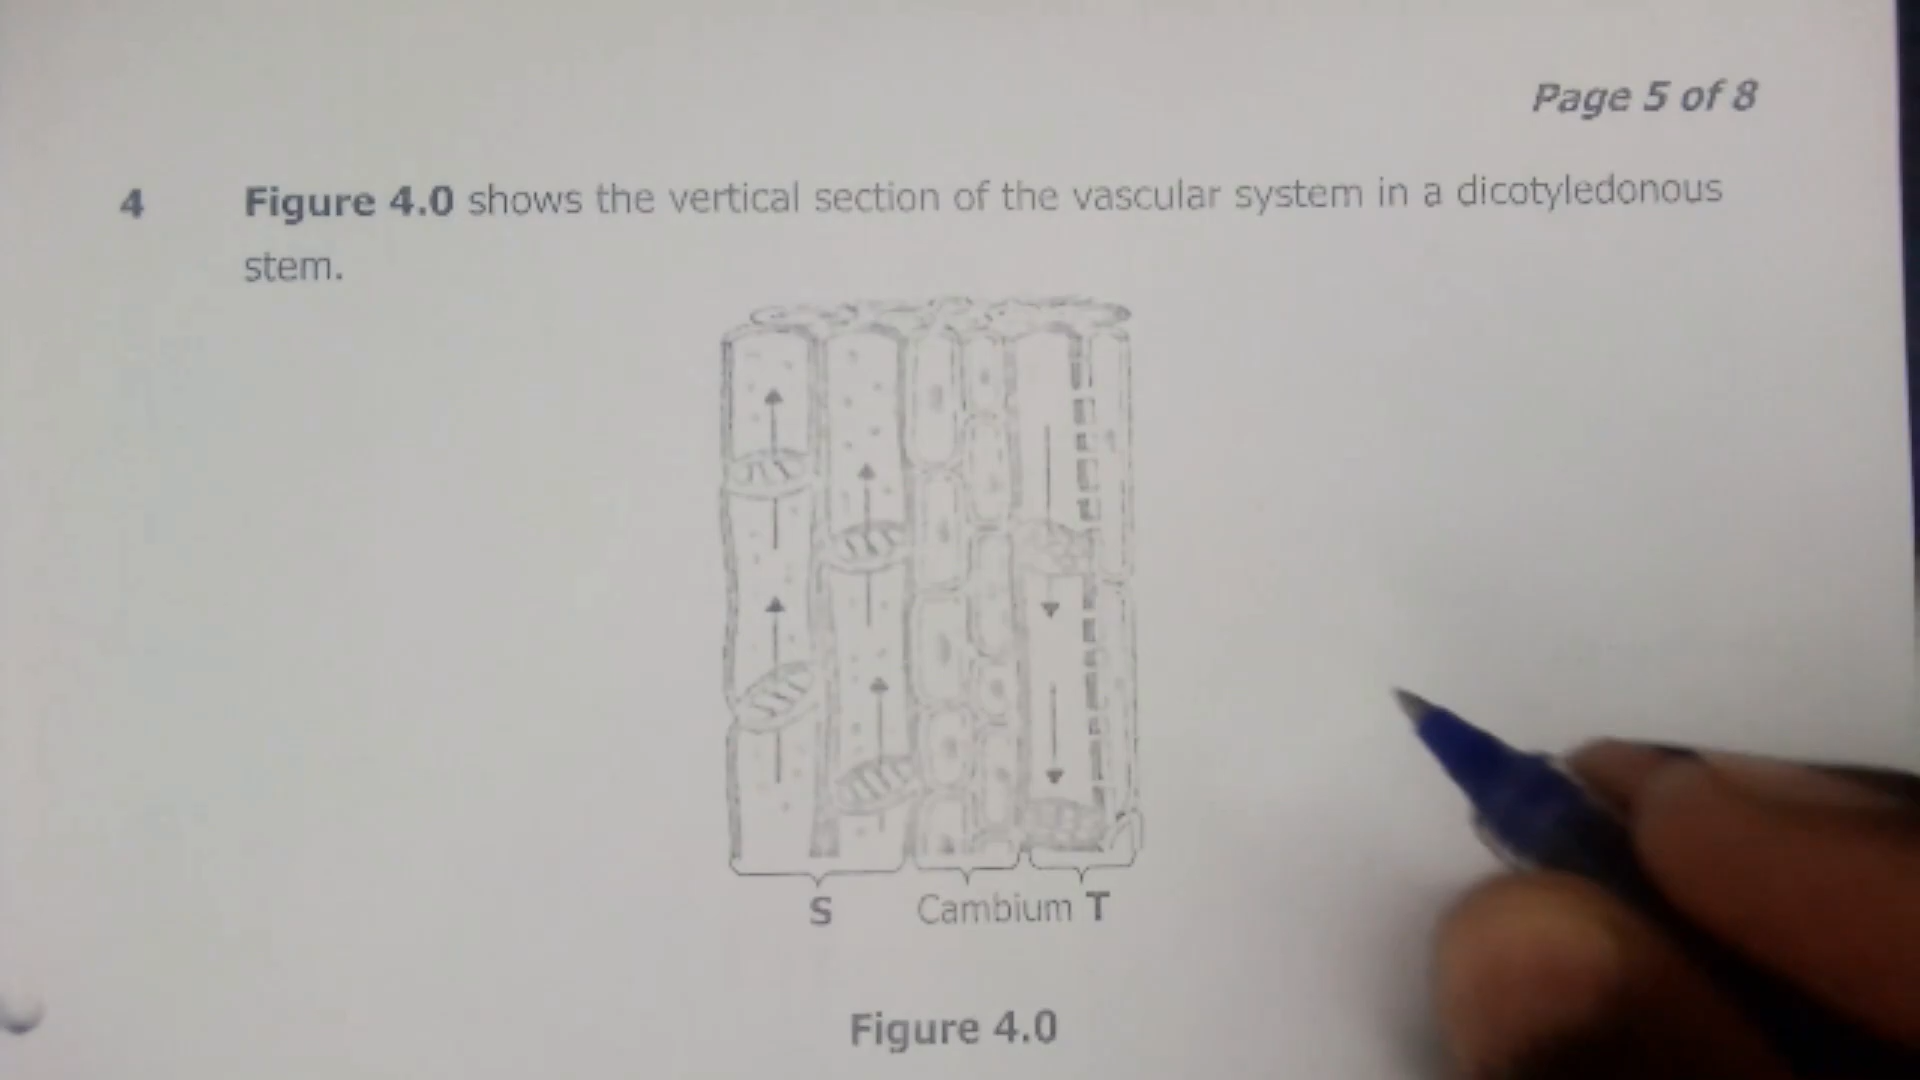 Page 5 of 8
4 Figure 4.0 shows the vertical section of the vascular system in a dicotyledonous
stem.
S Cambium T
Figure 4.0